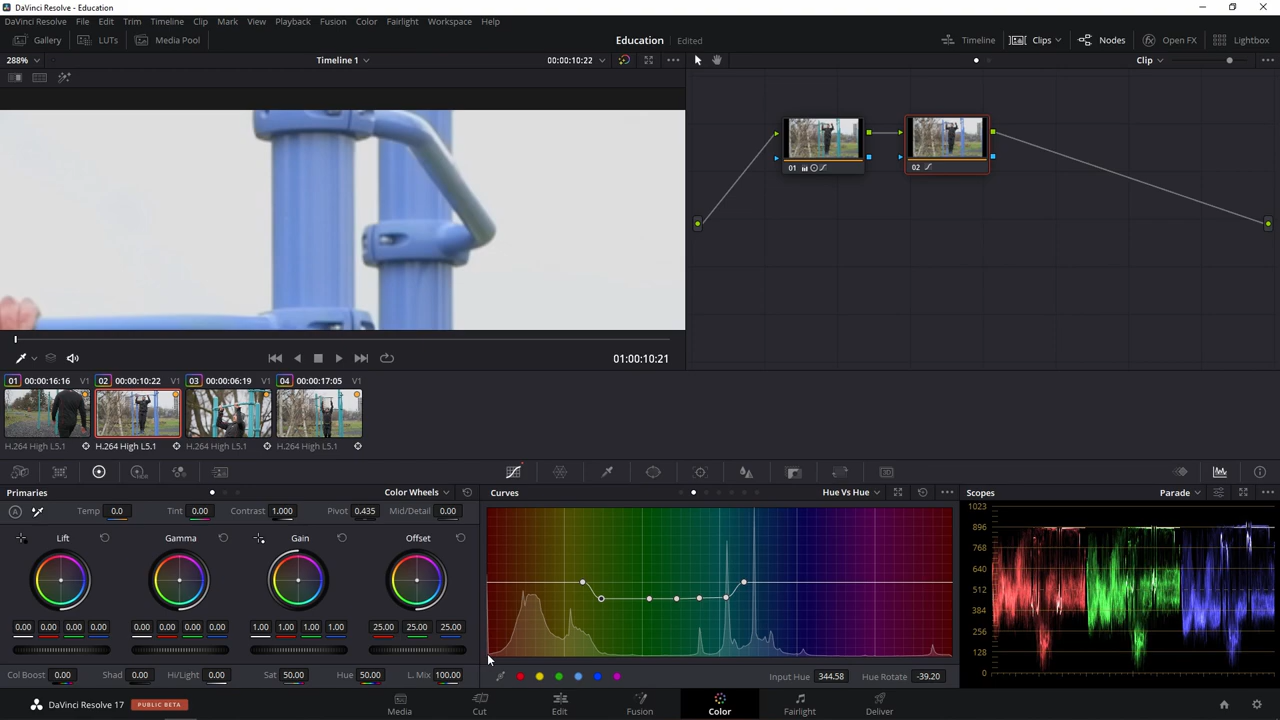 DaVinci Resolve - Education
DaVinci Resolve File Edit Trim Timeline Clip Mark View Playback Fusion Color Fairlight Workspace Help
Gallery LUTs Media Pool Education Edited Timeline Clips Nodes Open FX Lightbox
288% Timeline 1 00:00:10:22 Clip
01 02
01:00:10:21
01 00:00:16:16 V1 02 00:00:10:22 V1 03 00:00:06:19 V1 04 00:00:17:05 V1
H.264 High L5.1 H.264 High L5.1 H.264 High L5.1 H.264 High L5.1
Primaries Color Wheels Curves Hue Vs Hue Scopes Parade
A Temp 0.0 Tint 0.00 Contrast 1.000 Pivot 0.435 Mid/Detail 0.00
Lift Gamma Gain Offset
0.00 0.00 0.00 0.00 0.00 0.00 0.00 0.00 1.00 1.00 1.00 1.00 25.00 25.00 25.00
Col Boost 0.00 Shad 0.00 Hi/Light 0.00 Sat 50.00 Hue 50.00 L. Mix 100.00
Input Hue 344.58 Hue Rotate -39.20
1023
896
768
640
512
384
256
128
0
DaVinci Resolve 17 PUBLIC BETA Media Cut Edit Fusion Color Fairlight Deliver